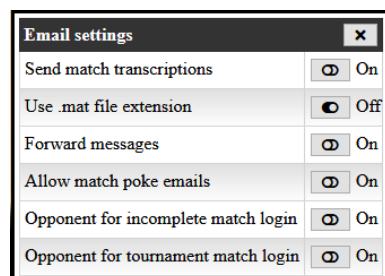 Email settings
Send match transcriptions On
Use .mat file extension Off
Forward messages On
Allow match poke emails On
Opponent for incomplete match login On
Opponent for tournament match login On